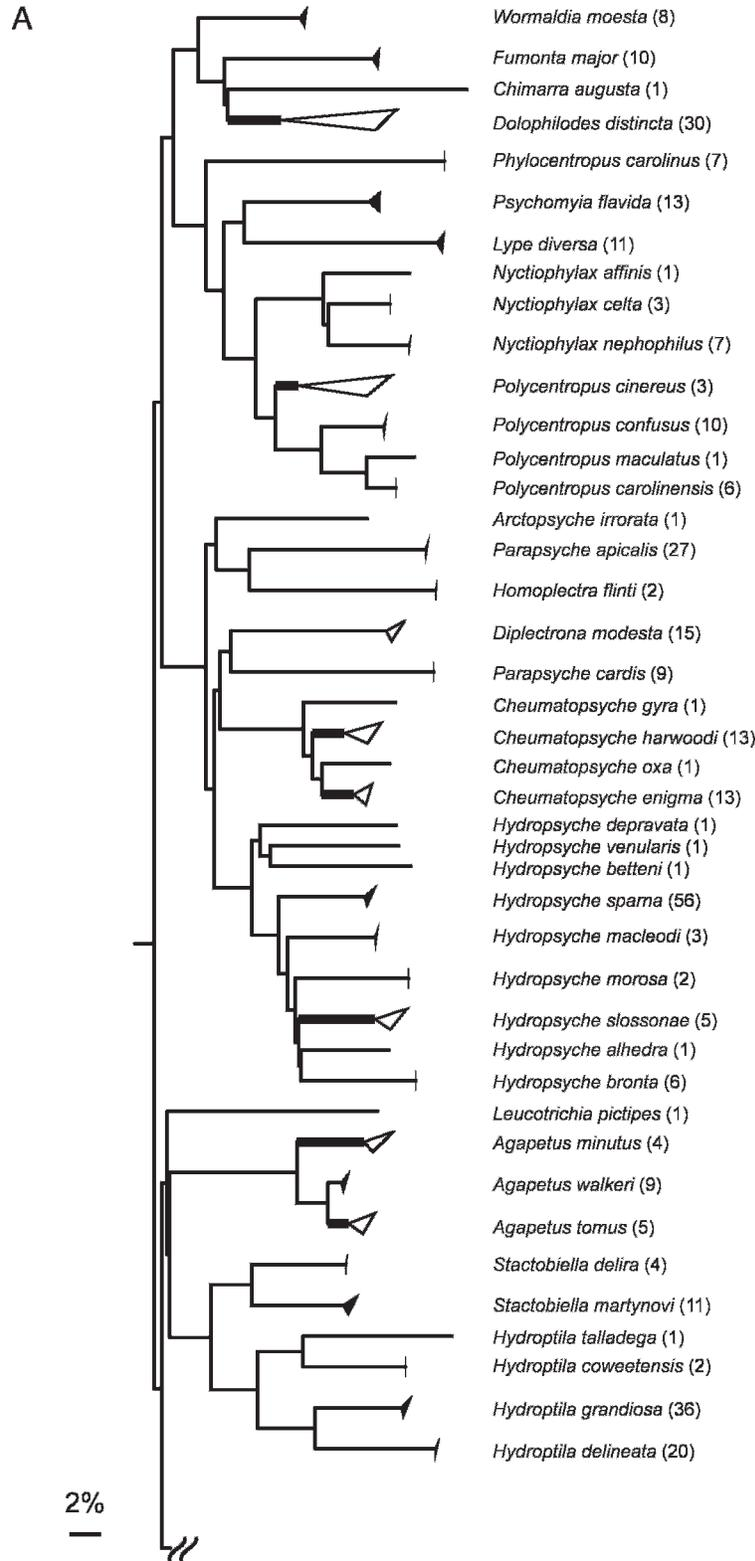 A
Wormaldia moesta (8)
Fumonta major (10)
Chimarra augusta (1)
Dolophilodes distincta (30)
Phylocentropus carolinus (7)
Psychomyia flavida (13)
Lype diversa (11)
Nyctiophylax affinis (1)
Nyctiophylax celta (3)
Nyctiophylax nephophilus (7)
Polycentropus cinereus (3)
Polycentropus confusus (10)
Polycentropus maculatus (1)
Polycentropus carolinensis (6)
Arctopsyche irrorata (1)
Parapsyche apicalis (27)
Homoplectra flinti (2)
Diplectrona modesta (15)
Parapsyche cardis (9)
Cheumatopsyche gyra (1)
Cheumatopsyche harwoodi (13)
Cheumatopsyche oxa (1)
Cheumatopsyche enigma (13)
Hydropsyche depravata (1)
Hydropsyche venularis (1)
Hydropsyche betteni (1)
Hydropsyche sparna (56)
Hydropsyche macleodi (3)
Hydropsyche morosa (2)
Hydropsyche slossonae (5)
Hydropsyche alhedra (1)
Hydropsyche bronta (6)
Leucotrichia pictipes (1)
Agapetus minutus (4)
Agapetus walkeri (9)
Agapetus tomus (5)
Stactobiella delira (4)
Stactobiella martynovi (11)
Hydroptila talladega (1)
Hydroptila coweetensis (2)
Hydroptila grandiosa (36)
Hydroptila delineata (20)
2%